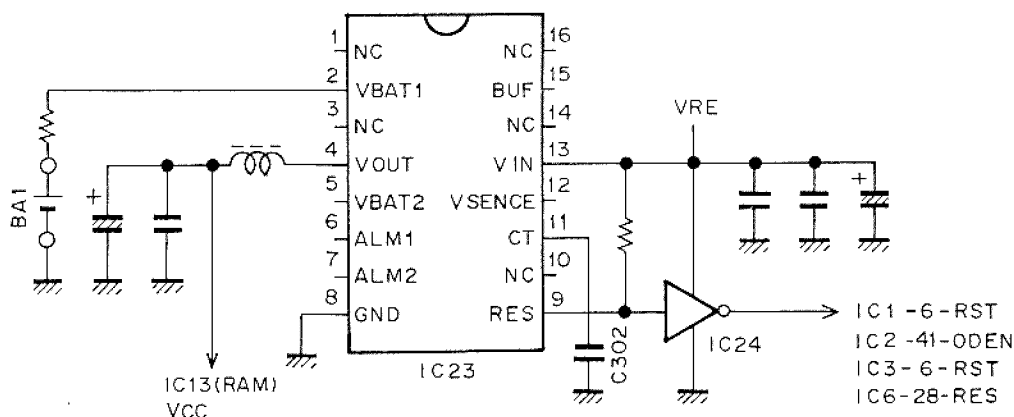 1 NC
2 VBAT1
3 NC
4 VOUT
5 VBAT2
6 ALM1
7 ALM2
8 GND
16 NC
15 BUF
14 NC
13 VIN
12 VSENCE
11 CT
10 NC
9 RES
IC23
BA1
+
IC13(RAM)
VCC
VRE
+
C302
IC24
IC1-6-RST
IC2-41-ODEN
IC3-6-RST
IC6-28-RES